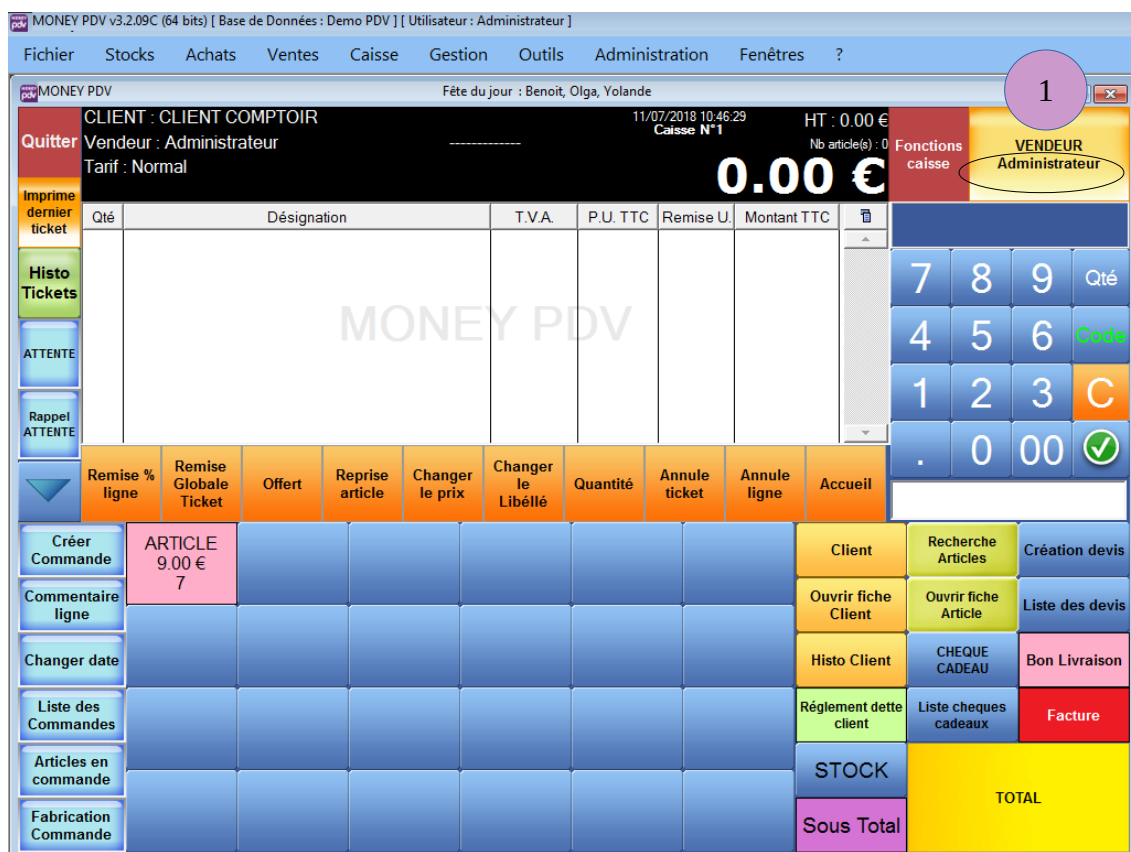 MONEY PDV v3.2.09C (64 bits) [ Base de Données : Demo PDV ] [ Utilisateur : Administrateur ]
Fichier Stocks Achats Ventes Caisse Gestion Outils Administration Fenêtres ?
MONEY PDV Fête du jour : Benoit, Olga, Yolande
1
Quitter
CLIENT : CLIENT COMPTOIR
Vendeur : Administrateur
Tarif : Normal
-------------
11/07/2018 10:46:29
Caisse N°1
HT : 0.00 €
Nb article(s) : 0
0.00 €
Fonctions
caisse
VENDEUR
Administrateur
Imprime
dernier
ticket
Qté Désignation T.V.A. P.U. TTC Remise U. Montant TTC
Histo
Tickets
ATTENTE
Rappel
ATTENTE
MONEY PDV
7 8 9 Qté
4 5 6 Code
1 2 3 C
. 0 00
Remise %
ligne
Remise
Globale
Ticket
Offert
Reprise
article
Changer
le prix
Changer
le
Libéllé
Quantité
Annule
ticket
Annule
ligne
Accueil
Créer
Commande
ARTICLE
9.00 €
7
Client
Recherche
Articles
Création devis
Commentaire
ligne
Ouvrir fiche
Client
Ouvrir fiche
Article
Liste des devis
Changer date
Histo Client
CHEQUE
CADEAU
Bon Livraison
Liste des
Commandes
Réglement dette
client
Liste cheques
cadeaux
Facture
Articles en
commande
STOCK
TOTAL
Fabrication
Commande
Sous Total